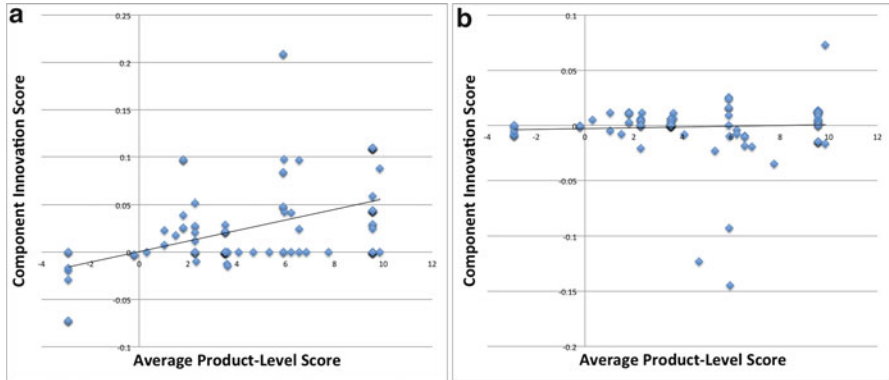 a
0.25
0.2
0.15
0.1
0.05
0
-4 -2 0 2 4 6 8 10 12
-0.05
-0.1
Component Innovation Score
Average Product-Level Score
b
0.1
0.05
0
-4 -2 0 2 4 6 8 10 12
-0.05
-0.1
-0.15
-0.2
Component Innovation Score
Average Product-Level Score